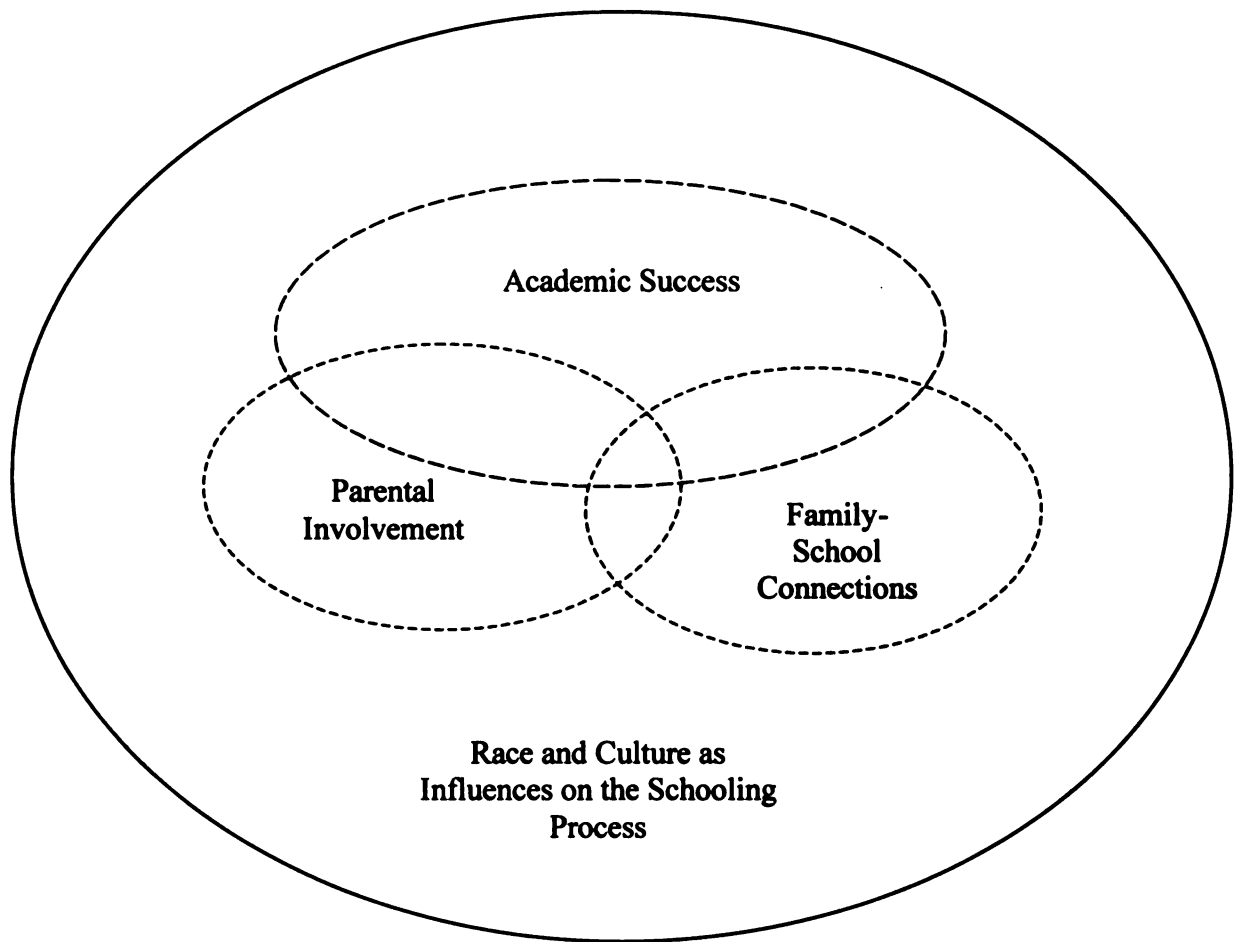 Academic Success
Parental
Involvement
Family-
School
Connections
Race and Culture as
Influences on the Schooling
Process